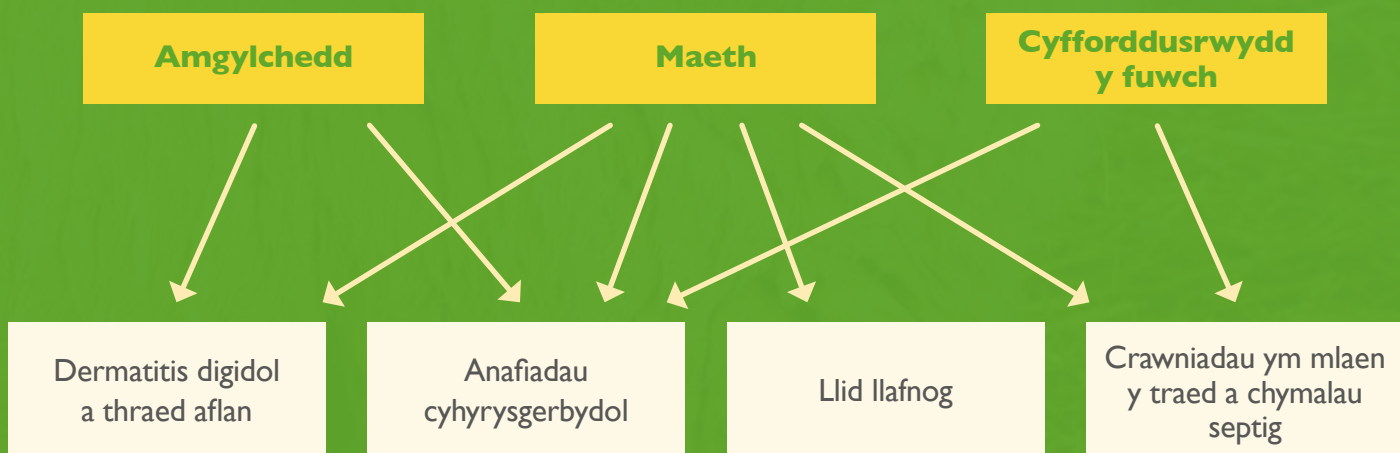 Amgylchedd
Maeth
Cyfforddusrwydd
y fuwch
Dermatitis digidol
a thraed aflan
Anafiadau
cyhyrysgerbydol
Llid llafnog
Crawniadau ym mlaen
y traed a chymalau
septig